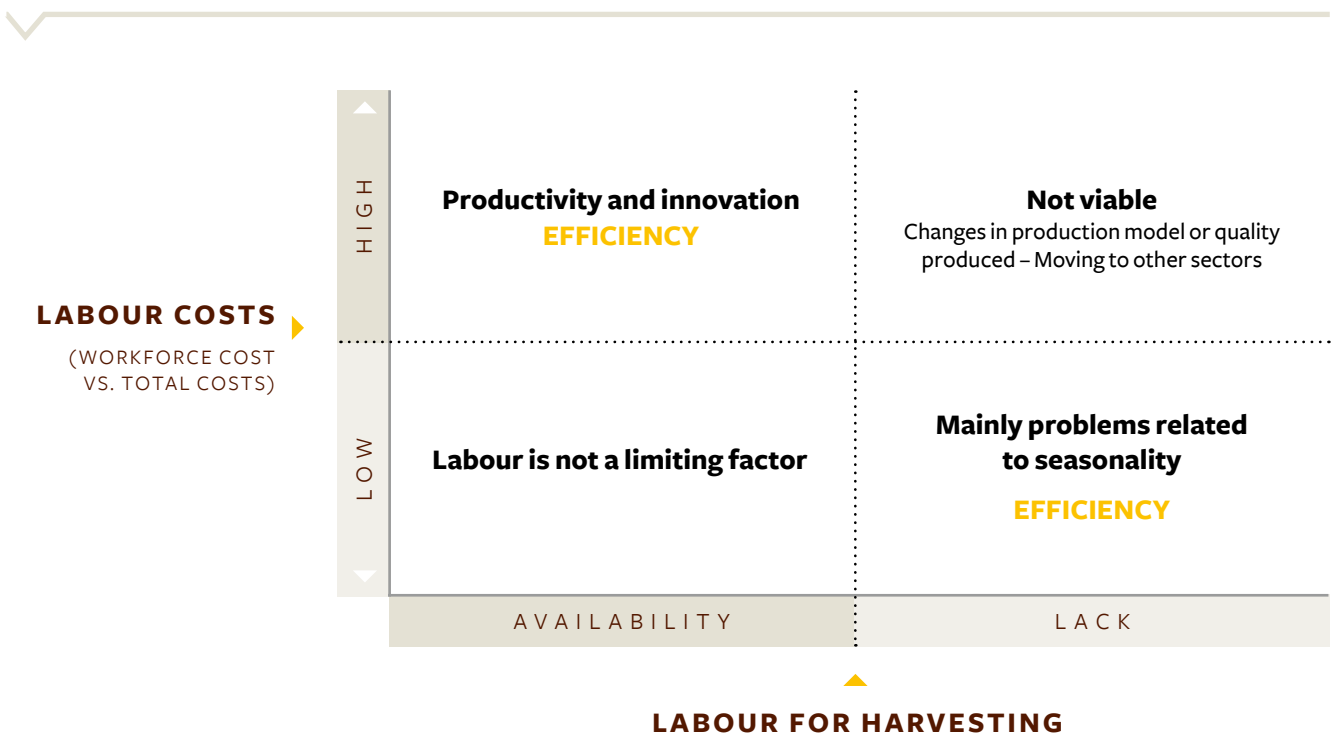 HIGH
Productivity and innovation
EFFICIENCY
Not viable
Changes in production model or quality
produced – Moving to other sectors
LABOUR COSTS
(WORKFORCE COST
VS. TOTAL COSTS)
LOW
Labour is not a limiting factor
Mainly problems related
to seasonality
EFFICIENCY
AVAILABILITY
LACK
LABOUR FOR HARVESTING